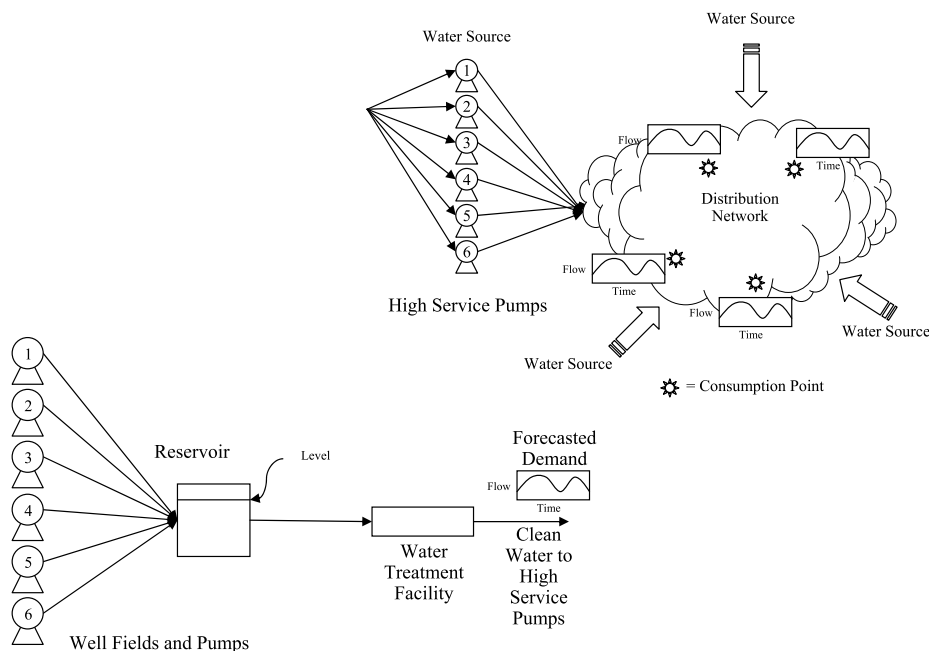 Water Source
Water Source
1
2
3
4
5
6
High Service Pumps
Flow
Time
Distribution
Network
Flow
Time
Flow
Time
Water Source
Water Source
= Consumption Point
1
2
3
4
5
6
Well Fields and Pumps
Reservoir
Level
Water
Treatment
Facility
Forecasted
Demand
Flow
Time
Clean
Water to
High
Service
Pumps